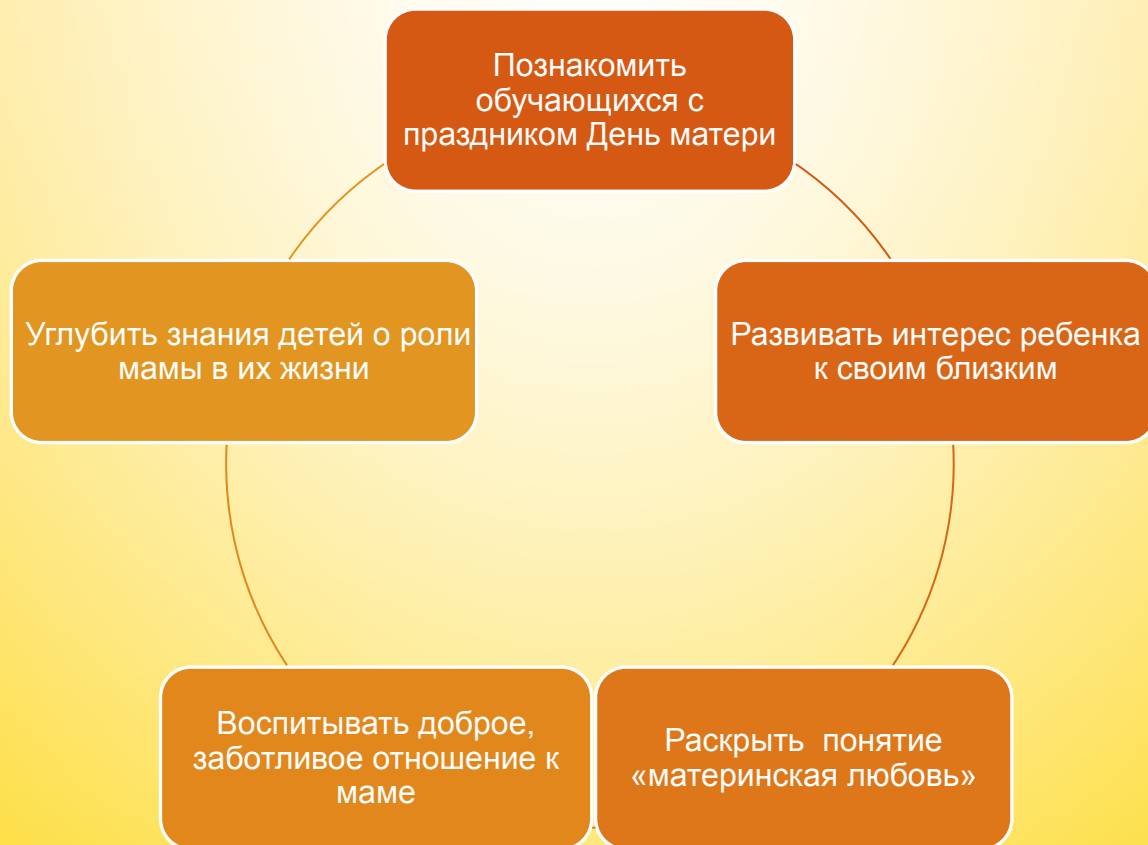 Познакомить
обучающихся с
праздником День матери
Углубить знания детей о роли
мамы в их жизни
Развивать интерес ребенка
к своим близким
Воспитывать доброе,
заботливое отношение к
маме
Раскрыть  понятие
«материнская любовь»